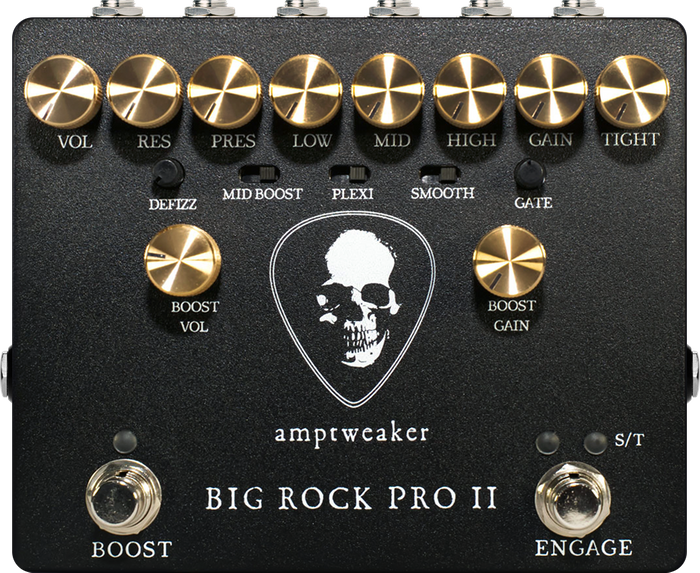 VOL RES PRES LOW MID HIGH GAIN TIGHT
DEFIZZ MID BOOST PLEXI SMOOTH GATE
BOOST
VOL
BOOST
GAIN
amptweaker
S/T
BIG ROCK PRO II
BOOST ENGAGE